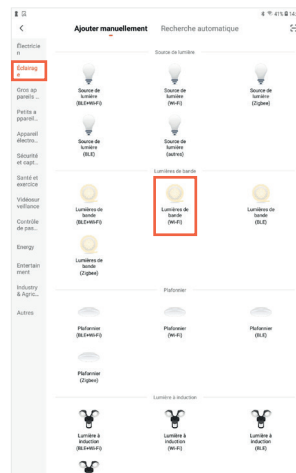 41% 14:
Ajouter manuellement Recherche automatique
Électricie
n
Éclairag
e
Gros ap
pareils ...
Petits a
ppareil...
Appareil
électro...
Sécurité
et capt...
Santé et
exercice
Vidéosur
veillance
Contrôle
de pas...
Energy
Entertain
ment
Industry
& Agric...
Autres
Source de lumière
Source de
lumière
(BLE+Wi-Fi)
Source de
lumière
(Wi-Fi)
Source de
lumière
(Zigbee)
Source de
lumière
(BLE)
Source de
lumière
(autres)
Lumières de bande
Lumières de
bande
(BLE+Wi-Fi)
Lumières de
bande
(Wi-Fi)
Lumières de
bande
(BLE)
Lumières de
bande
(Zigbee)
Plafonnier
Plafonnier
(BLE+Wi-Fi)
Plafonnier
(Wi-Fi)
Plafonnier
(BLE)
Plafonnier
(Zigbee)
Lumière à induction
Lumière à
induction
(BLE+Wi-Fi)
Lumière à
induction
(Wi-Fi)
Lumière à
induction
(BLE)